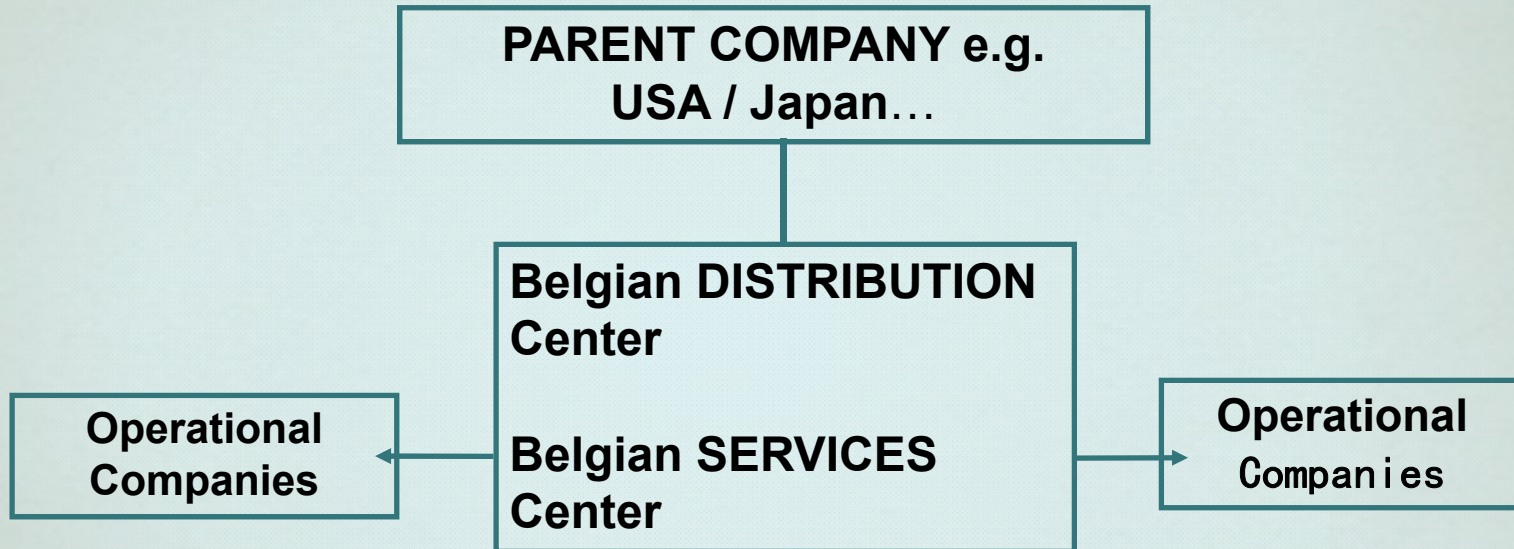 PARENT COMPANY e.g.
USA / Japan…
Belgian DISTRIBUTION
Center
Belgian SERVICES
Center
Operational
Companies
Operational
Companies